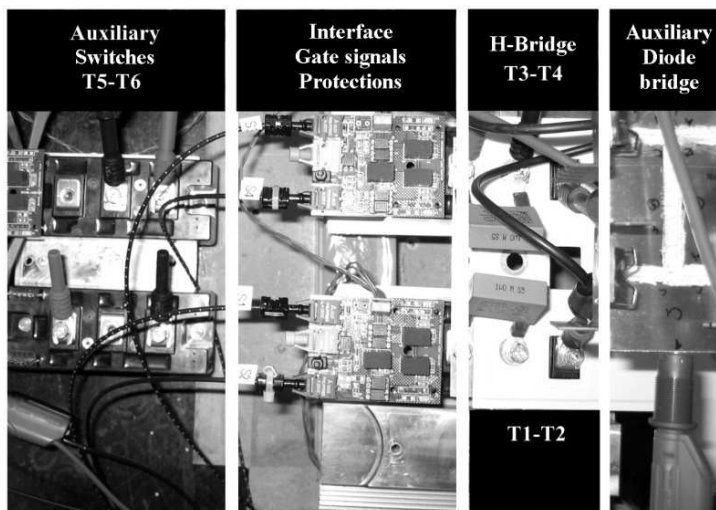 Auxiliary
Switches
T5-T6
Interface
Gate signals
Protections
H-Bridge
T3-T4
Auxiliary
Diode
bridge
T1-T2